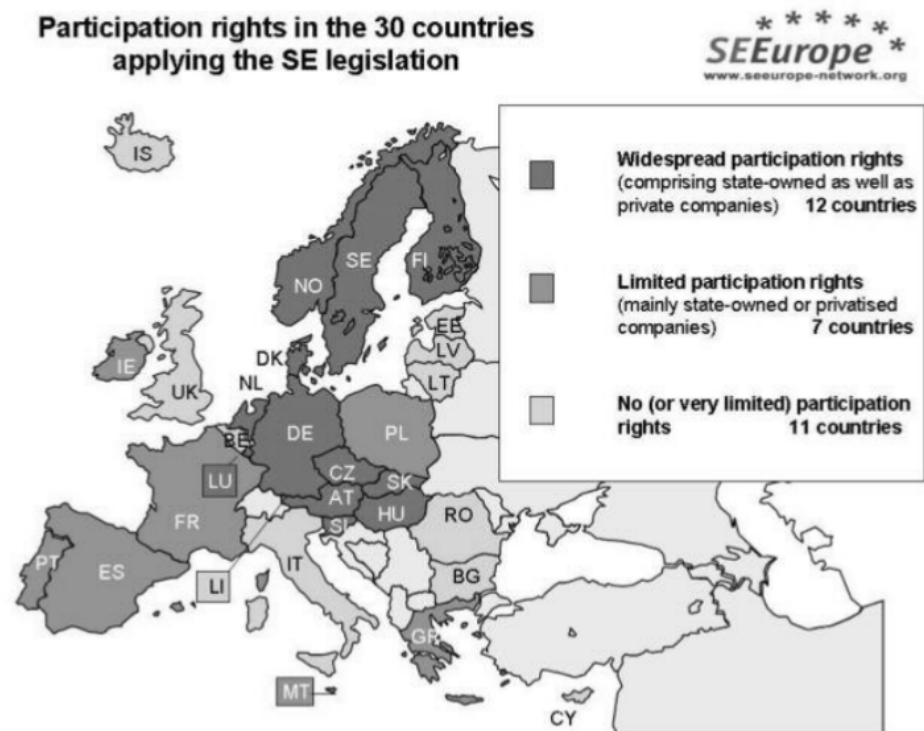 Participation rights in the 30 countries
applying the SE legislation
SEEurope
www.seeurope-network.org
Widespread participation rights
(comprising state-owned as well as
private companies) 12 countries
Limited participation rights
(mainly state-owned or privatised
companies) 7 countries
No (or very limited) participation
rights 11 countries
IS
NO
SE
FI
EE
LV
LT
DK
IE
UK
NL
BE
DE
PL
LU
CZ
SK
AT
HU
SI
FR
RO
PT
ES
LI
IT
BG
GR
MT
CY